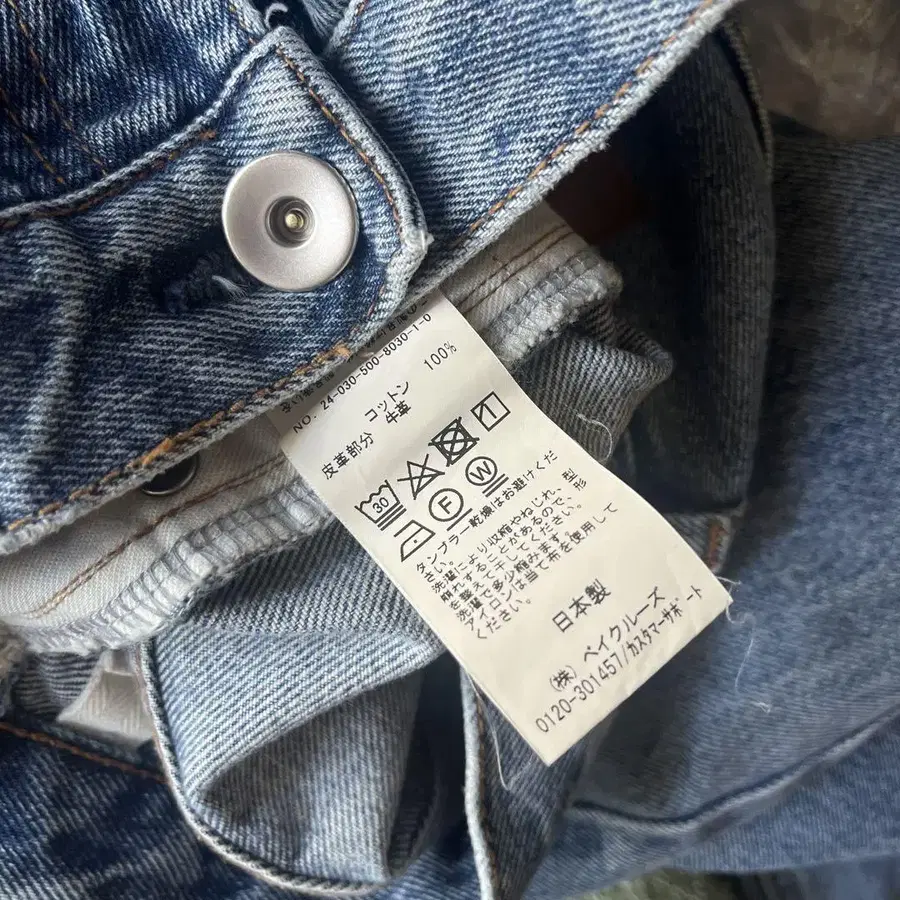 NO. 24-030-500-8030-1-0
コットン 100%
皮革部分 牛革
30
F W
タンブラー乾燥はお避けくだ
さい。
洗濯により収縮やねじれ、型
崩れすることがあるので、形
を整えて干してください。
洗濯で多少縮みます。
アイロンは当て布を使用して
ください。
日本製
(株) ベイクルーズ
0120-301457/カスタマーサポート